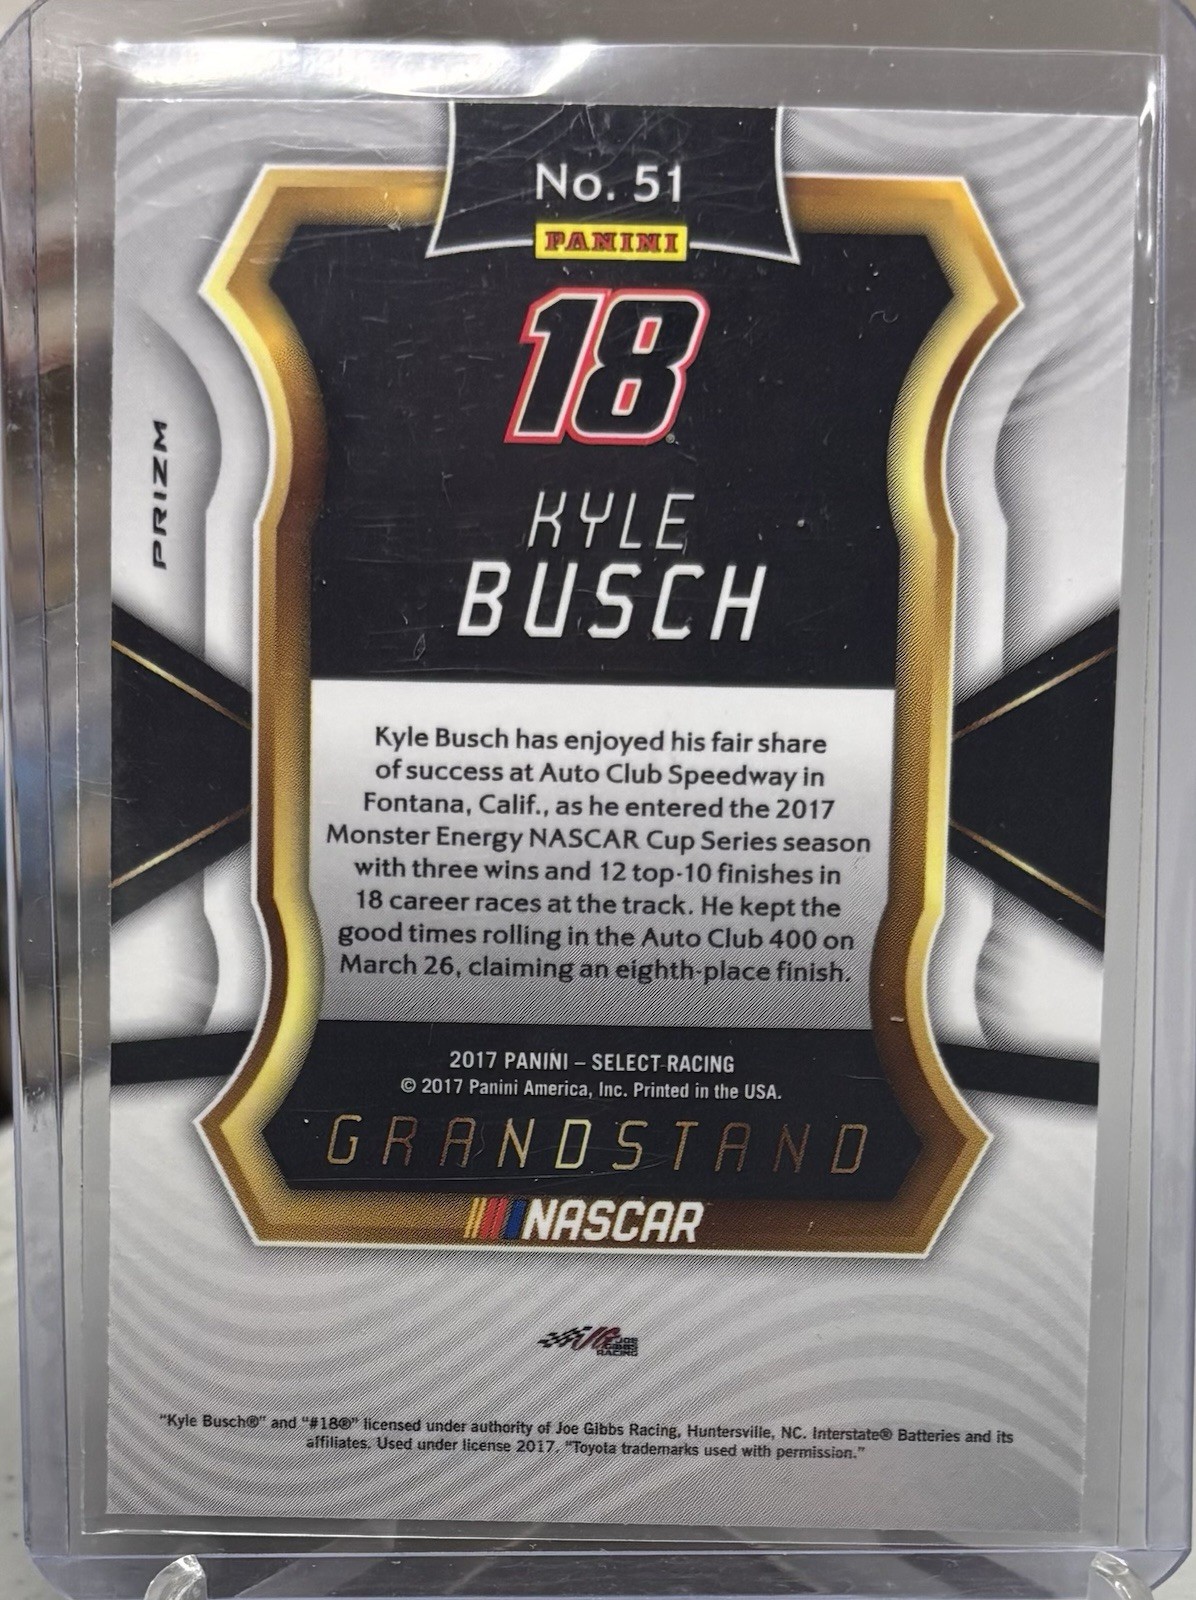 No. 51
PANINI
18
PRIZM
KYLE
BUSCH
Kyle Busch has enjoyed his fair share
of success at Auto Club Speedway in
Fontana, Calif., as he entered the 2017
Monster Energy NASCAR Cup Series season
with three wins and 12 top-10 finishes in
18 career races at the track. He kept the
good times rolling in the Auto Club 400 on
March 26, claiming an eighth-place finish.
2017 PANINI – SELECT RACING
© 2017 Panini America, Inc. Printed in the USA.
GRANDSTAND
NASCAR
JOE
GIBBS
RACING
"Kyle Busch®" and "#18®" licensed under authority of Joe Gibbs Racing, Huntersville, NC. Interstate® Batteries and its
affiliates. Used under license 2017. "Toyota trademarks used with permission."